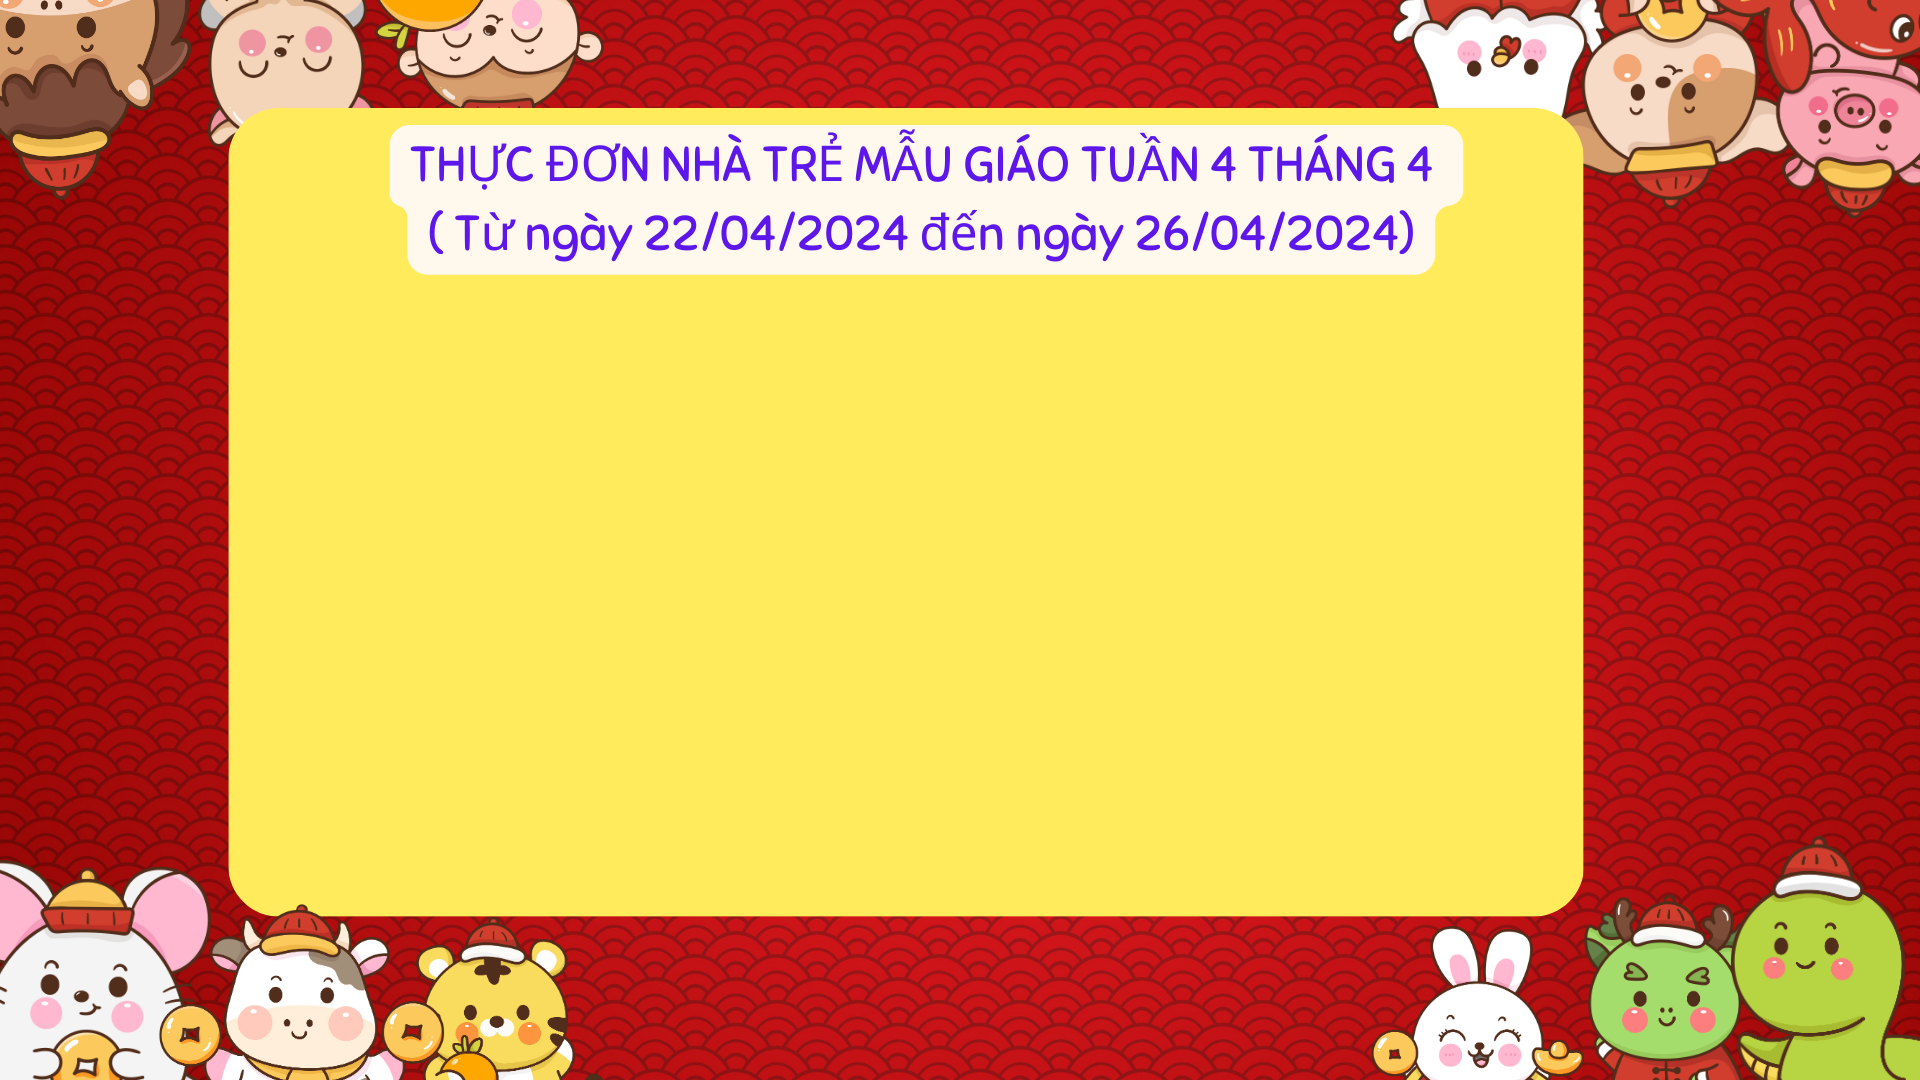 THỰC ĐƠN NHÀ TRẺ MẪU GIÁO TUẦN 4 THÁNG 4
( Từ ngày 22/04/2024 đến ngày 26/04/2024)